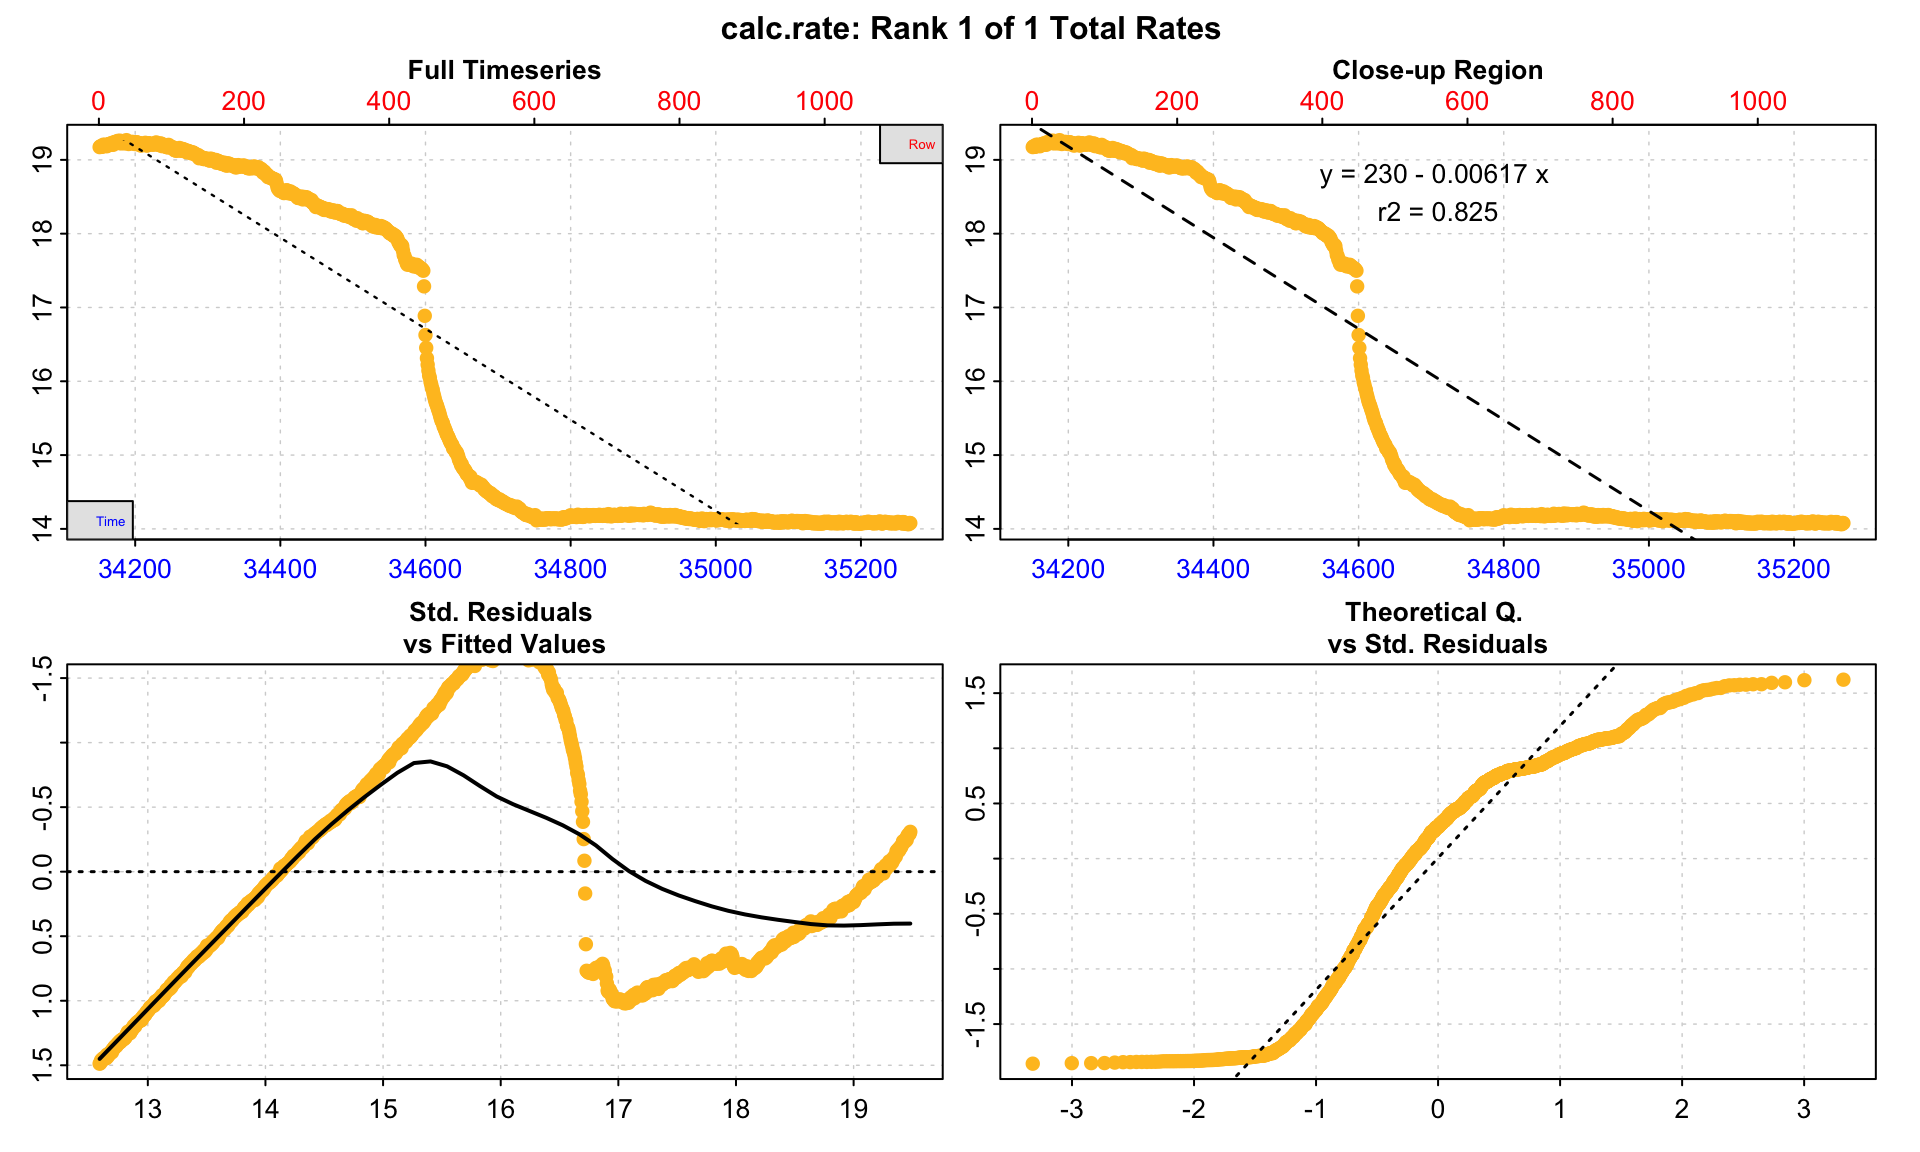 calc.rate: Rank 1 of 1 Total Rates
Full Timeseries
0 200 400 600 800 1000
Row
19
18
17
16
15
14
Time
34200 34400 34600 34800 35000 35200
Close-up Region
0 200 400 600 800 1000
y = 230 - 0.00617 x
r2 = 0.825
19
18
17
16
15
14
34200 34400 34600 34800 35000 35200
Std. Residuals
vs Fitted Values
-1.5
-0.5
0.0
0.5
1.0
1.5
13 14 15 16 17 18 19
Theoretical Q.
vs Std. Residuals
1.5
0.5
-0.5
-1.5
-3 -2 -1 0 1 2 3